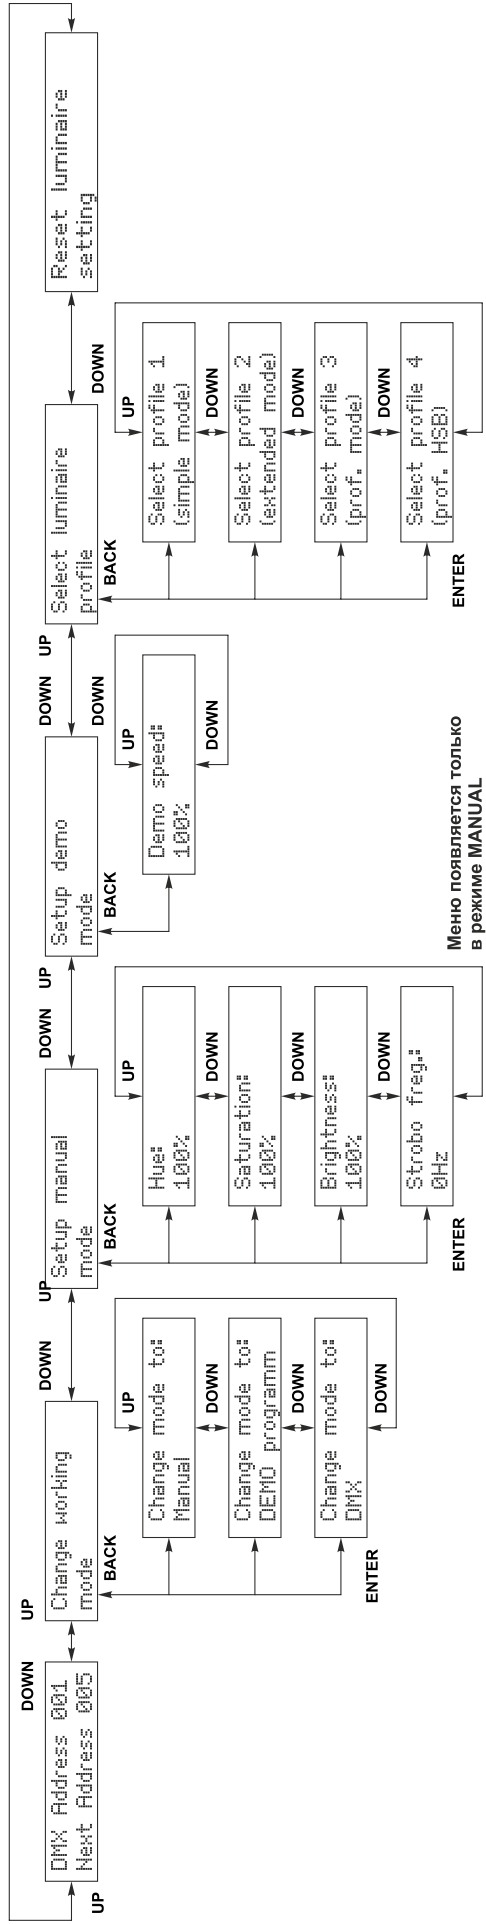 UP
DMX Address 001
Next Address 005
DOWN
UP
Change working
mode
BACK
UP
Change mode to:
Manual
DOWN
Change mode to:
DEMO programm
DOWN
Change mode to:
DMX
DOWN
ENTER
DOWN
UP
Setup manual
mode
BACK
UP
Hue:
100%
DOWN
Saturation:
100%
DOWN
Brightness:
100%
DOWN
Strobo freg.:
0Hz
ENTER
DOWN
UP
Setup demo
mode
BACK
UP
Demo speed:
100%
DOWN
Меню появляется только
в режиме MANUAL
DOWN
DOWN
UP
Select luminaire
profile
BACK
UP
Select profile 1
(simple mode)
DOWN
Select profile 2
(extended mode)
DOWN
Select profile 3
(prof. mode)
DOWN
Select profile 4
(prof. HSB)
ENTER
DOWN
Reset luminaire
setting